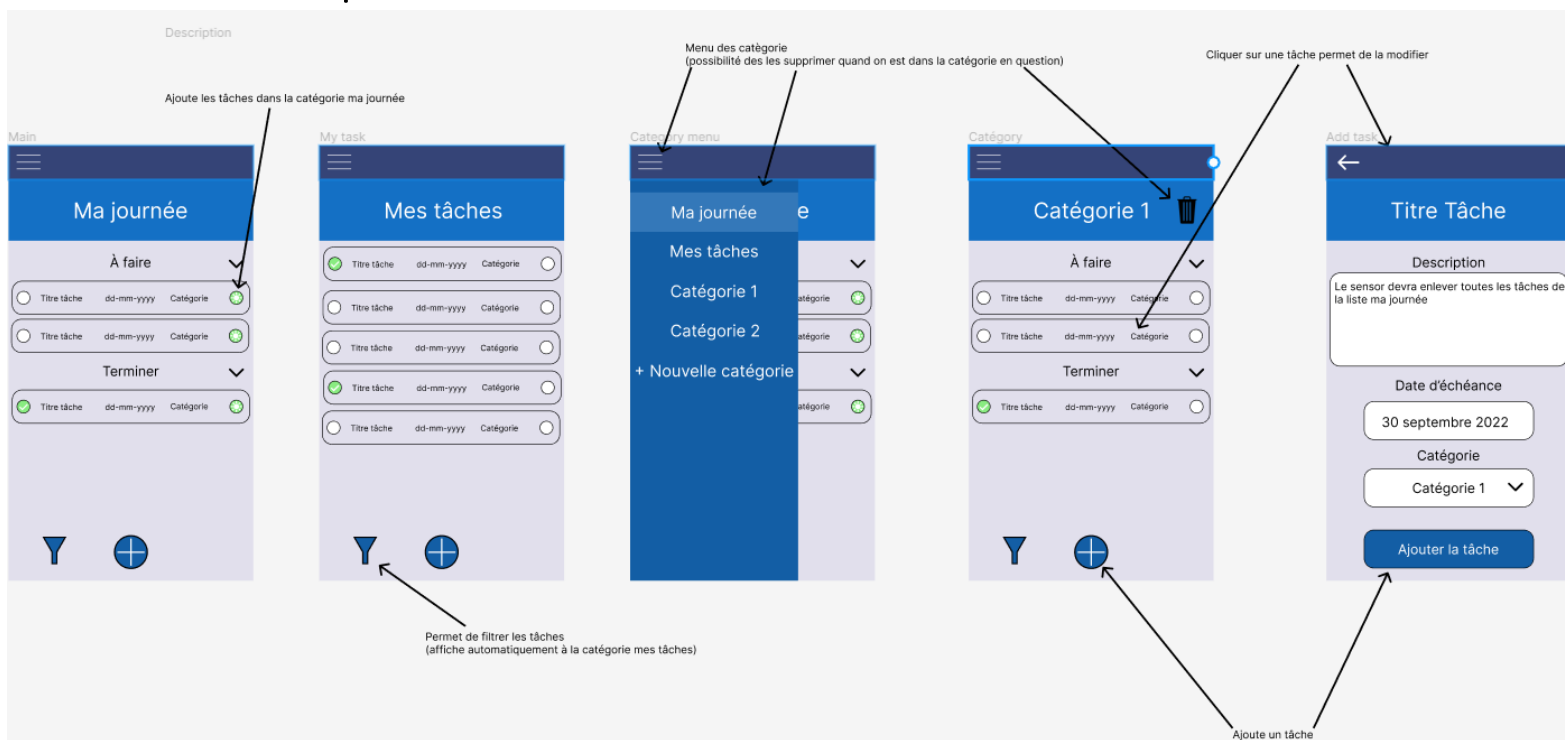 Description
Menu des catègorie
(possibilité des les supprimer quand on est dans la catégorie en question)
Cliquer sur une tâche permet de la modifier
Ajoute les tâches dans la catégorie ma journée
Main
Ma journée
À faire
Titre tâche dd-mm-yyyy Catégorie
Titre tâche dd-mm-yyyy Catégorie
Terminer
Titre tâche dd-mm-yyyy Catégorie
My task
Mes tâches
Titre tâche dd-mm-yyyy Catégorie
Titre tâche dd-mm-yyyy Catégorie
Titre tâche dd-mm-yyyy Catégorie
Titre tâche dd-mm-yyyy Catégorie
Titre tâche dd-mm-yyyy Catégorie
Permet de filtrer les tâches
(affiche automatiquement à la catégorie mes tâches)
Category menu
Ma journée e
Mes tâches
Catégorie 1 atégorie
Catégorie 2 atégorie
+ Nouvelle catégorie
atégorie
Catégory
Catégorie 1
À faire
Titre tâche dd-mm-yyyy Catégorie
Titre tâche dd-mm-yyyy Catégorie
Terminer
Titre tâche dd-mm-yyyy Catégorie
Add task
Titre Tâche
Description
Le sensor devra enlever toutes les tâches de
la liste ma journée
Date d'échéance
30 septembre 2022
Catégorie
Catégorie 1
Ajouter la tâche
Ajoute un tâche